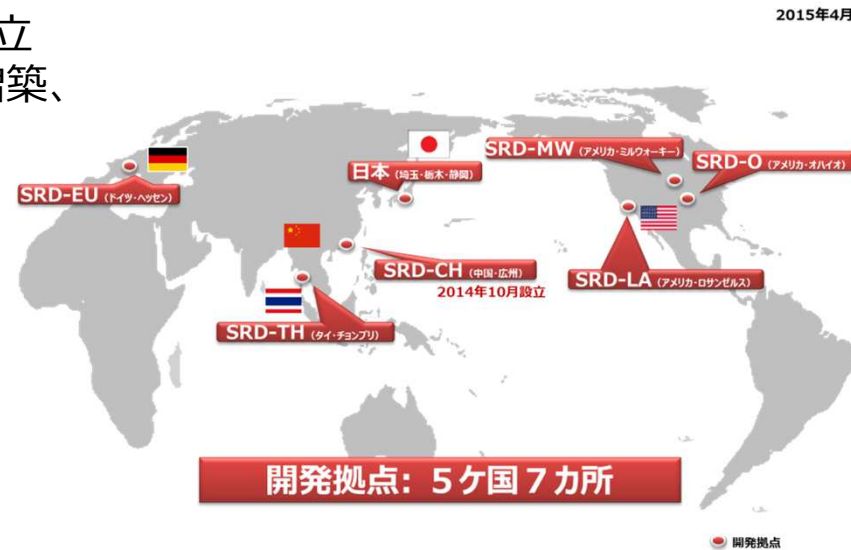 2015年4月
立
増築、
日本 (埼玉・栃木・静岡)
SRD-MW (アメリカ・ミルウォーキー)
SRD-O (アメリカ・オハイオ)
SRD-EU (ドイツ・ヘッセン)
SRD-CH (中国・広州)
2014年10月設立
SRD-LA (アメリカ・ロサンゼルス)
SRD-TH (タイ・チョンブリ)
開発拠点: 5ケ国7カ所
開発拠点